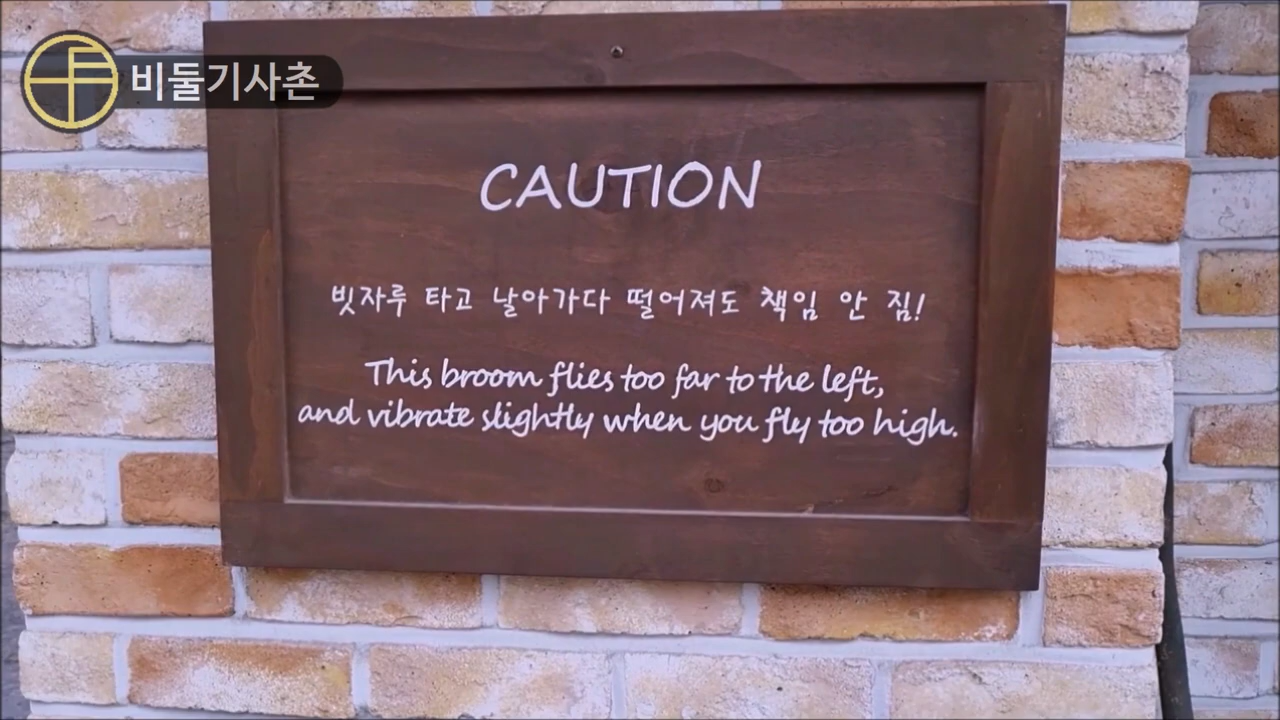 비둘기사촌
CAUTION
빗자루 타고 날아가다 떨어져도 책임 안 짐!
This broom flies too far to the left,
and vibrate slightly when you fly too high.